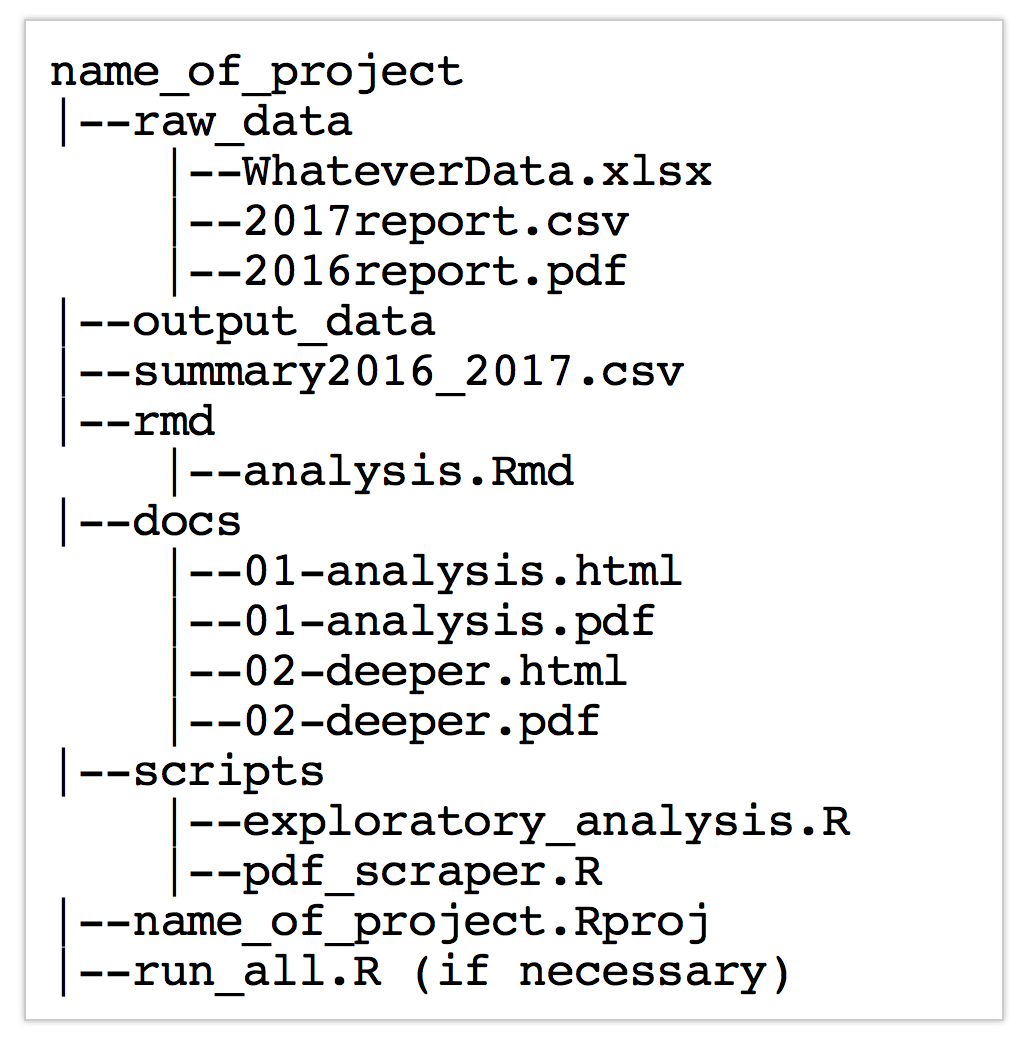 name_of_project
|--raw_data
    |--WhateverData.xlsx
    |--2017report.csv
    |--2016report.pdf
|--output_data
|--summary2016_2017.csv
|--rmd
    |--analysis.Rmd
|--docs
    |--01-analysis.html
    |--01-analysis.pdf
    |--02-deeper.html
    |--02-deeper.pdf
|--scripts
    |--exploratory_analysis.R
    |--pdf_scraper.R
|--name_of_project.Rproj
|--run_all.R (if necessary)